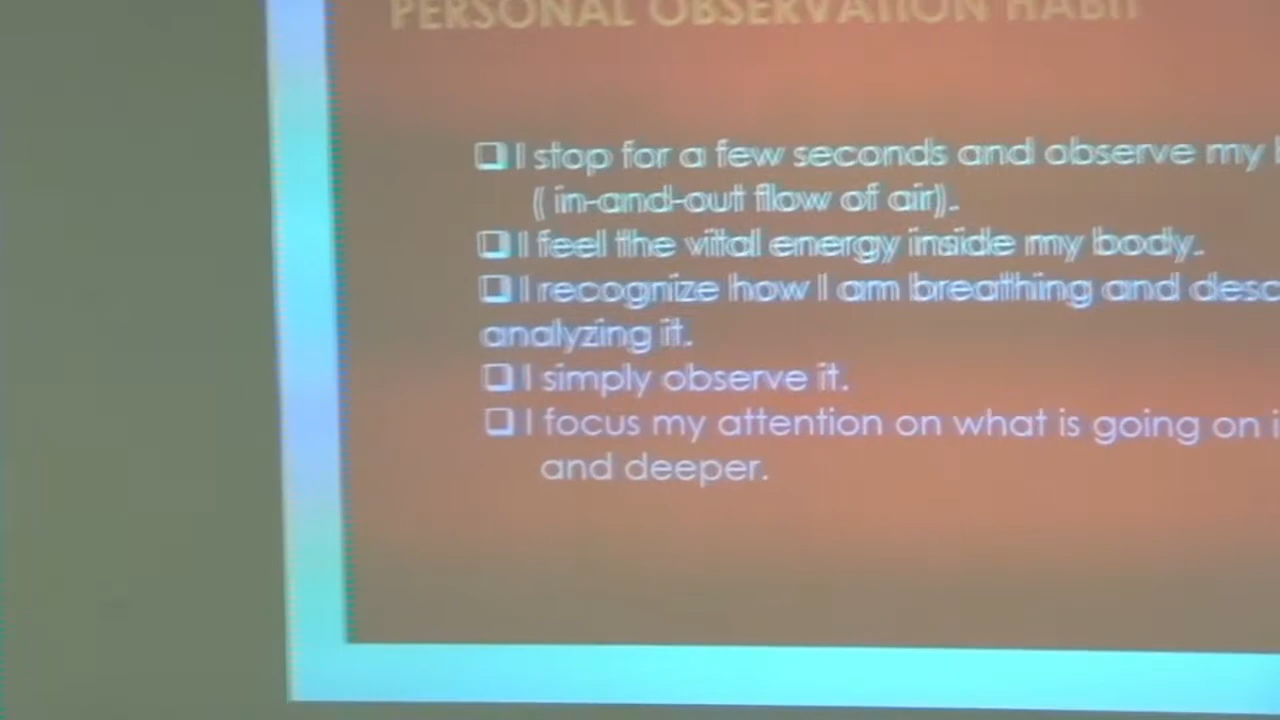 PERSONAL OBSERVATION HABIT
❑ I stop for a few seconds and observe my
( in-and-out flow of air).
❑ I feel the vital energy inside my body.
❑ I recognize how I am breathing and
analyzing it.
❑ I simply observe it.
❑ I focus my attention on what is going on
and deeper.